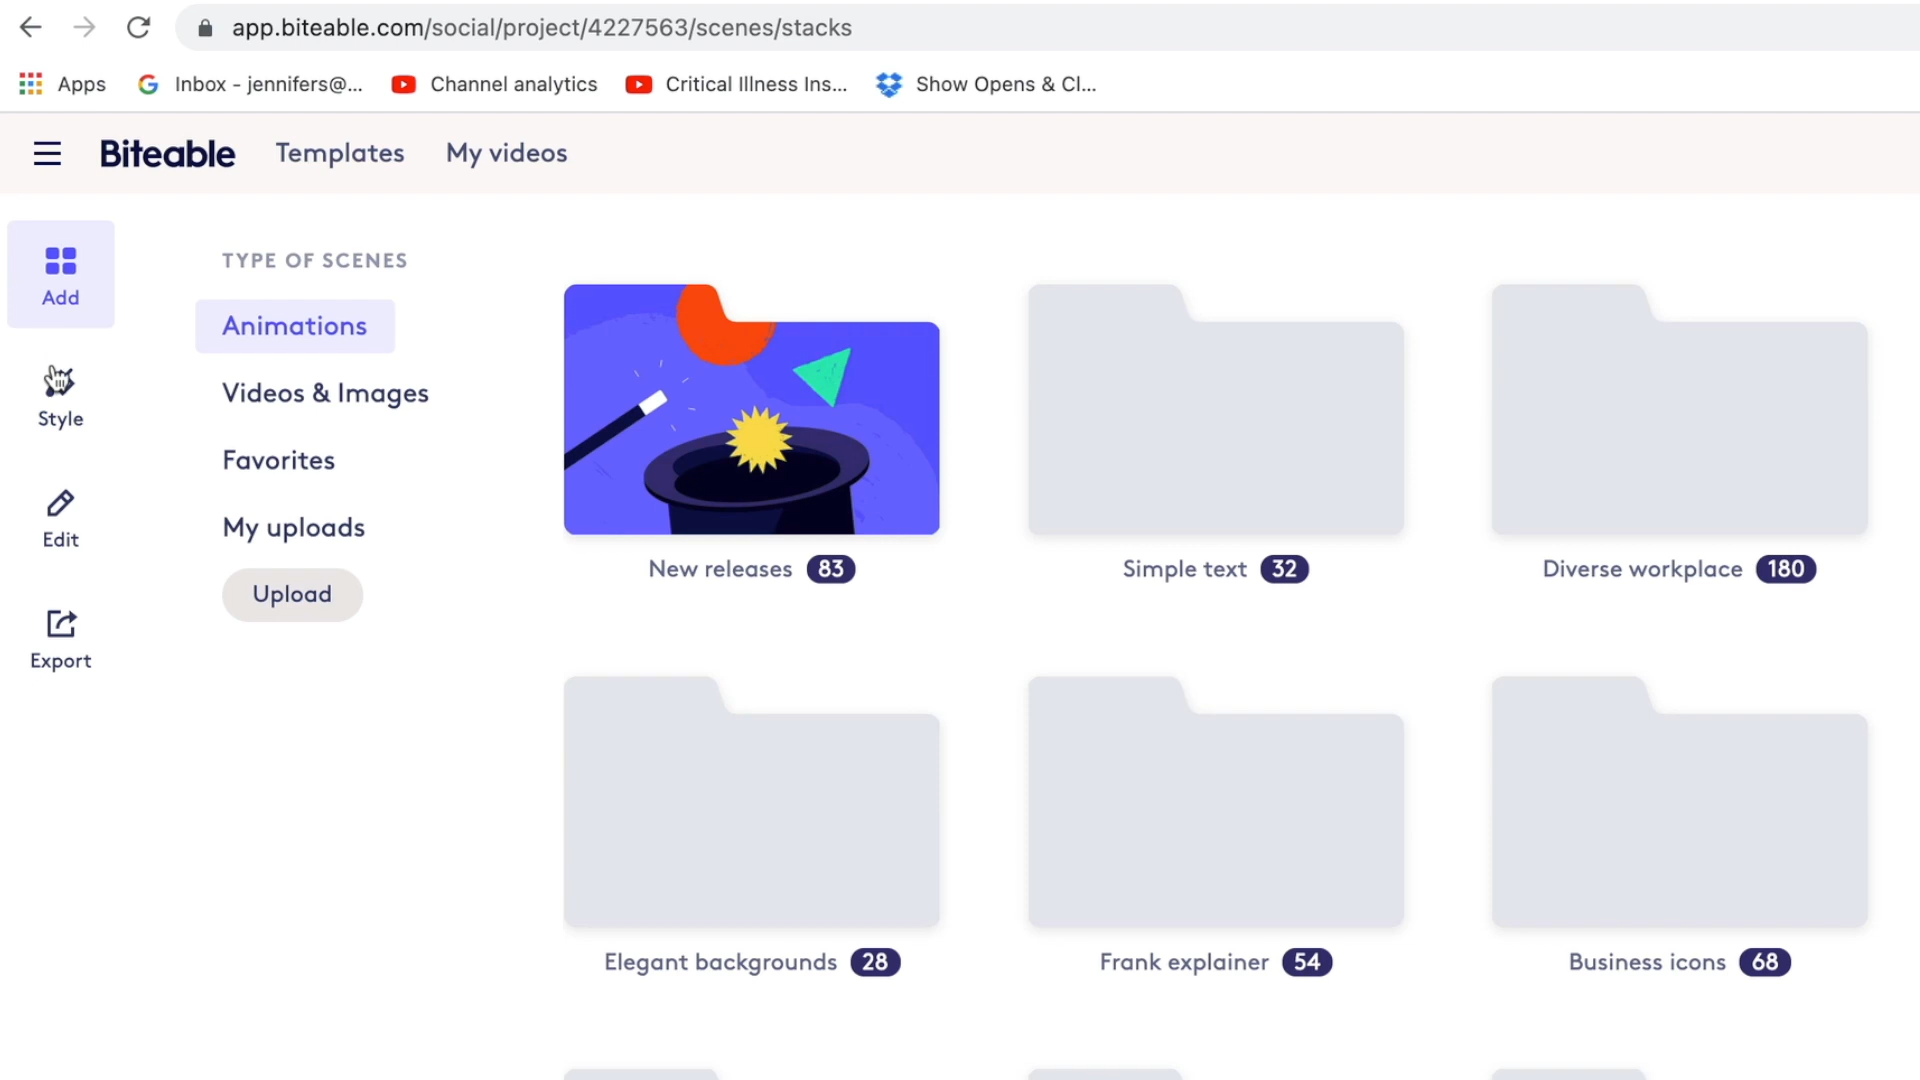 app.biteable.com/social/project/4227563/scenes/stacks
Apps Inbox - jennifers@... Channel analytics Critical Illness Ins... Show Opens & Cl...
Biteable Templates My videos
Add
Style
Edit
Export
TYPE OF SCENES
Animations
Videos & Images
Favorites
My uploads
Upload
New releases 83
Simple text 32
Diverse workplace 180
Elegant backgrounds 28
Frank explainer 54
Business icons 68